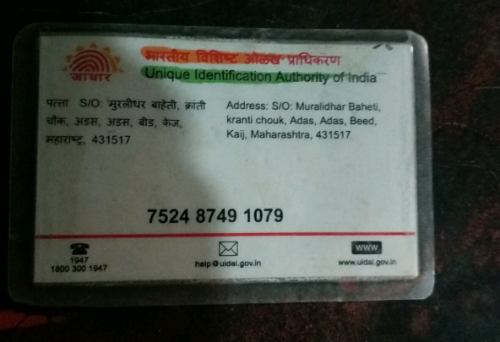 भारतीय विशिष्ट ओळख प्राधिकरण
Unique Identification Authority of India
आधार
पत्ता S/O: मुरलीधर बाहेती, क्रांती
चौक, अडस, अडस, बीड, केज,
महाराष्ट्र, 431517
Address: S/O: Muralidhar Baheti,
kranti chouk, Adas, Adas, Beed,
Kaij, Maharashtra, 431517
7524 8749 1079
1947
1800 300 1947
help@uidai.gov.in
WWW
www.uidai.gov.in